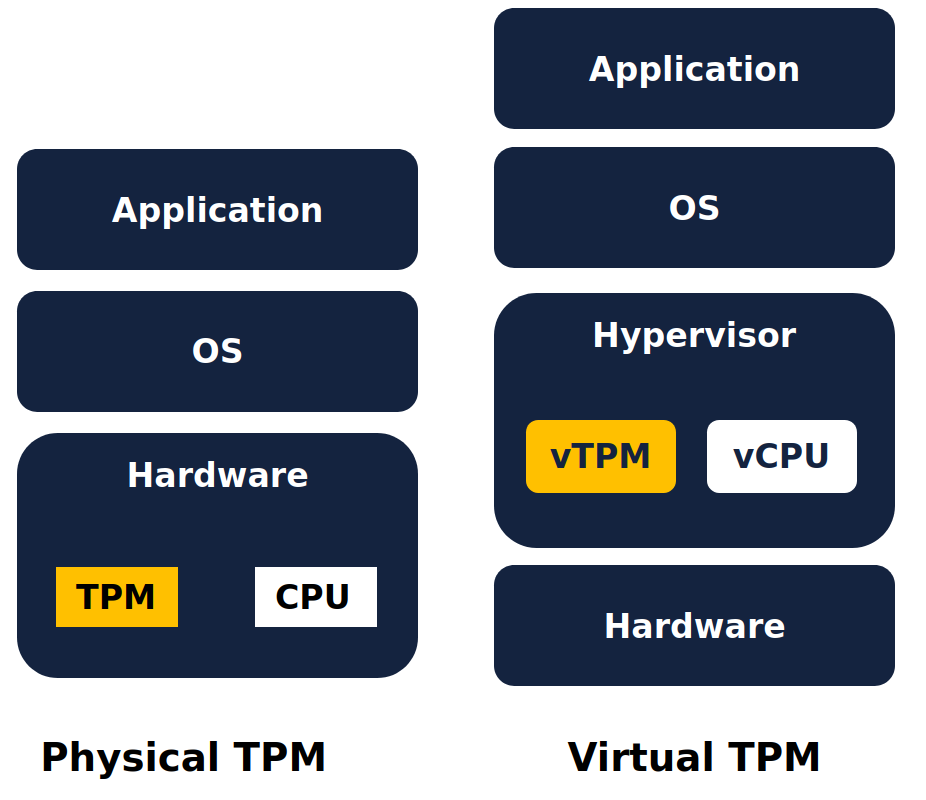 Application
OS
Hardware
TPM
CPU
Physical TPM
Application
OS
Hypervisor
vTPM
vCPU
Hardware
Virtual TPM